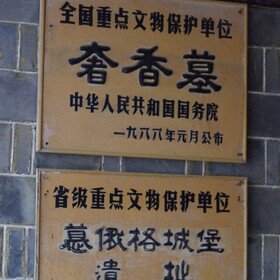 全国重点文物保护单位
奢香墓
中华人民共和国国务院
一九八八年元月公布
省级重点文物保护单位
慕俄格城堡
遗址